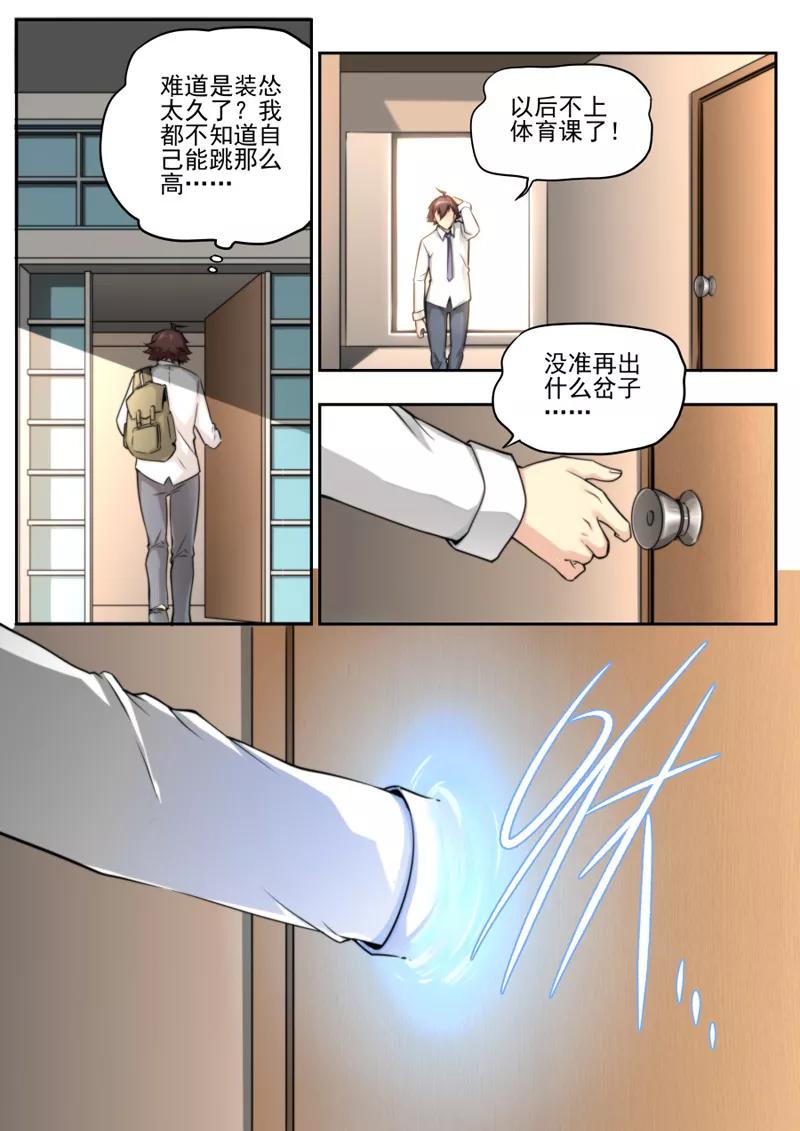 难道是装怂
太久了？我
都不知道自
己能跳那么
高……
以后不上
体育课了！
没准再出
什么岔子
……
咻…